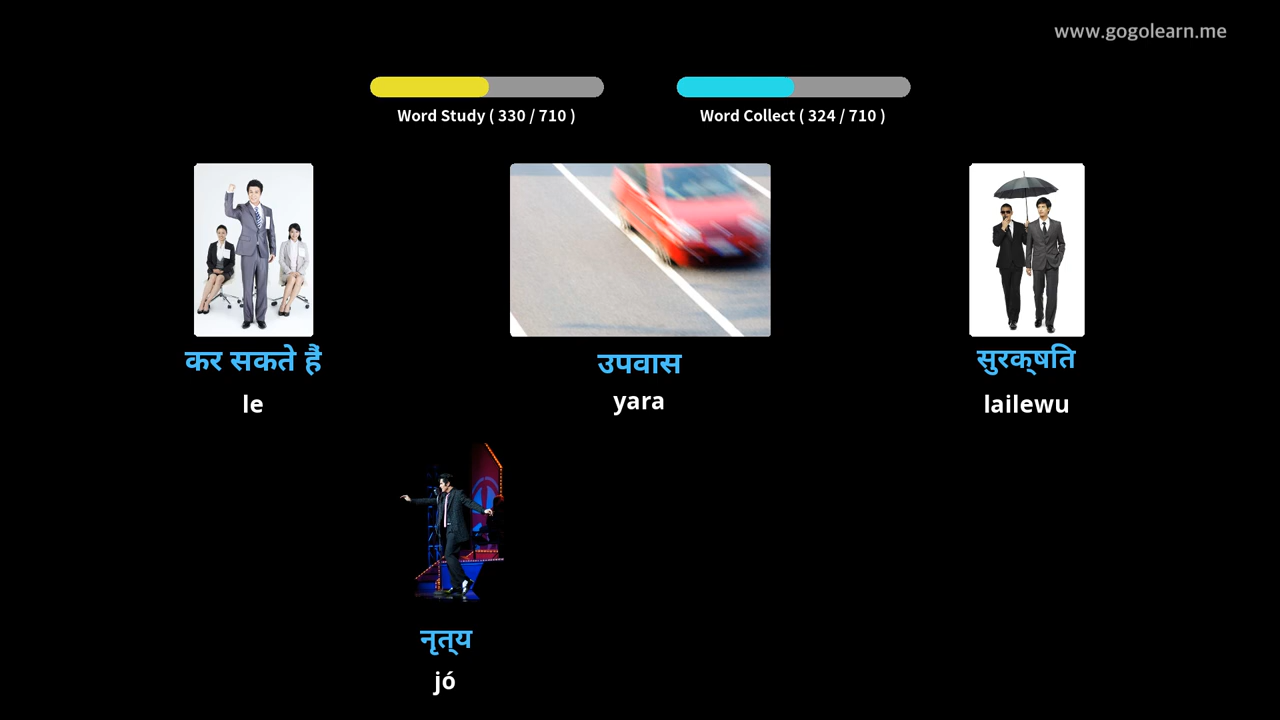 www.gogolearn.me
Word Study ( 330 / 710 )
Word Collect ( 324 / 710 )
कर सकते हैं
le
उपवास
yara
सुरक्षति
lailewu
नृत्य
jó